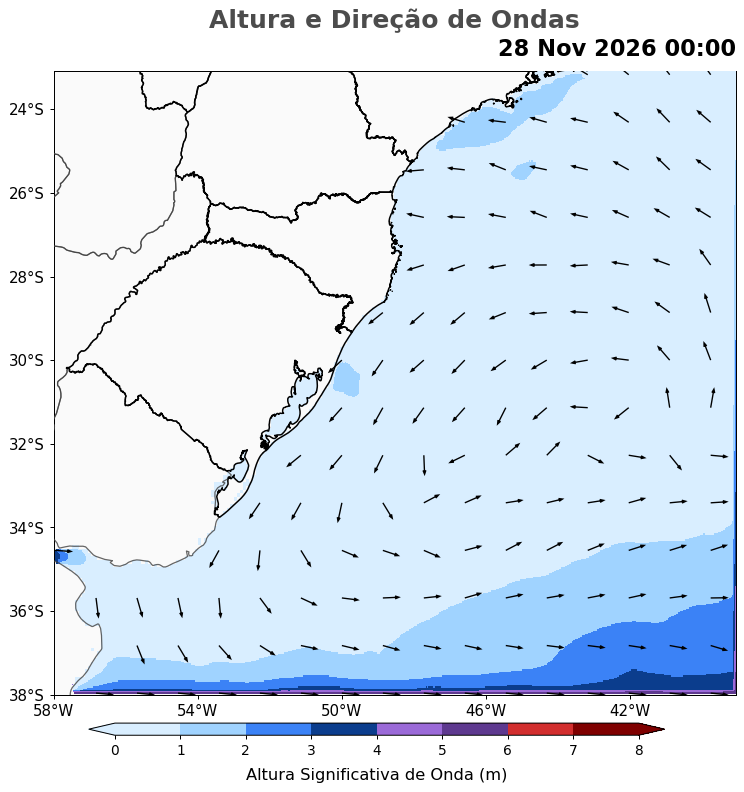 Altura e Direção de Ondas
28 Nov 2026 00:00
24°S
26°S
28°S
30°S
32°S
34°S
36°S
38°S
58°W 54°W 50°W 46°W 42°W
0 1 2 3 4 5 6 7 8
Altura Significativa de Onda (m)